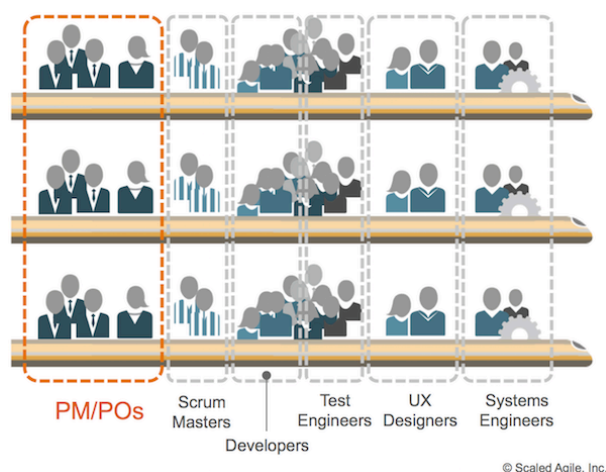 PM/POs
Scrum
Masters
Developers
Test
Engineers
UX
Designers
Systems
Engineers
© Scaled Agile, Inc.